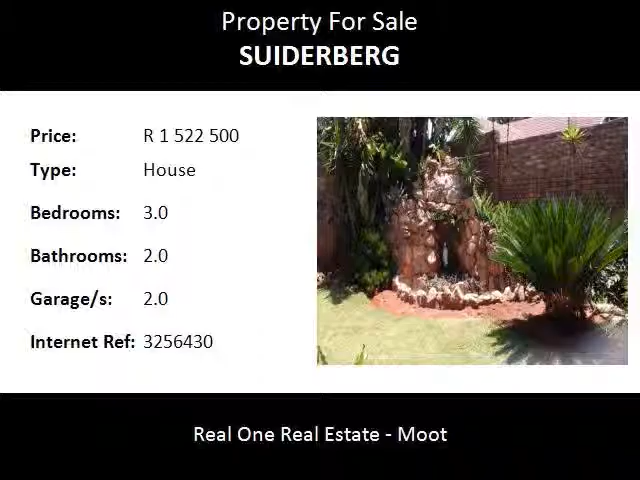 Property For Sale
SUIDERBERG
Price: R 1 522 500
Type: House
Bedrooms: 3.0
Bathrooms: 2.0
Garage/s: 2.0
Internet Ref: 3256430
Real One Real Estate - Moot